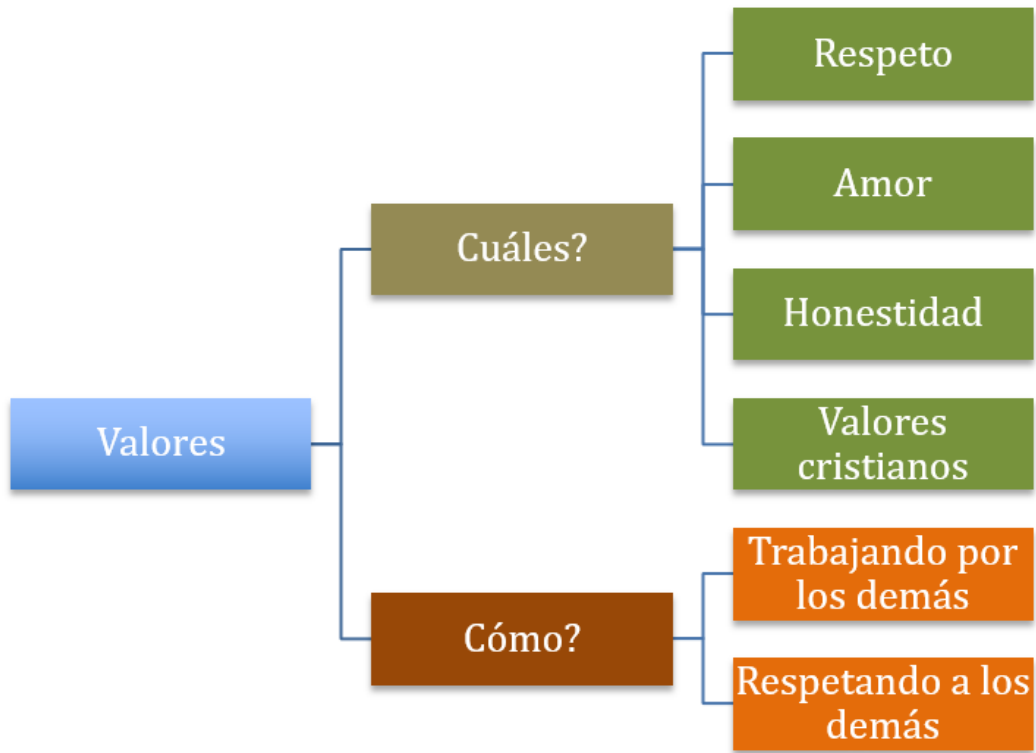 Valores
Cuáles?
Respeto
Amor
Honestidad
Valores
cristianos
Cómo?
Trabajando por
los demás
Respetando a los
demás